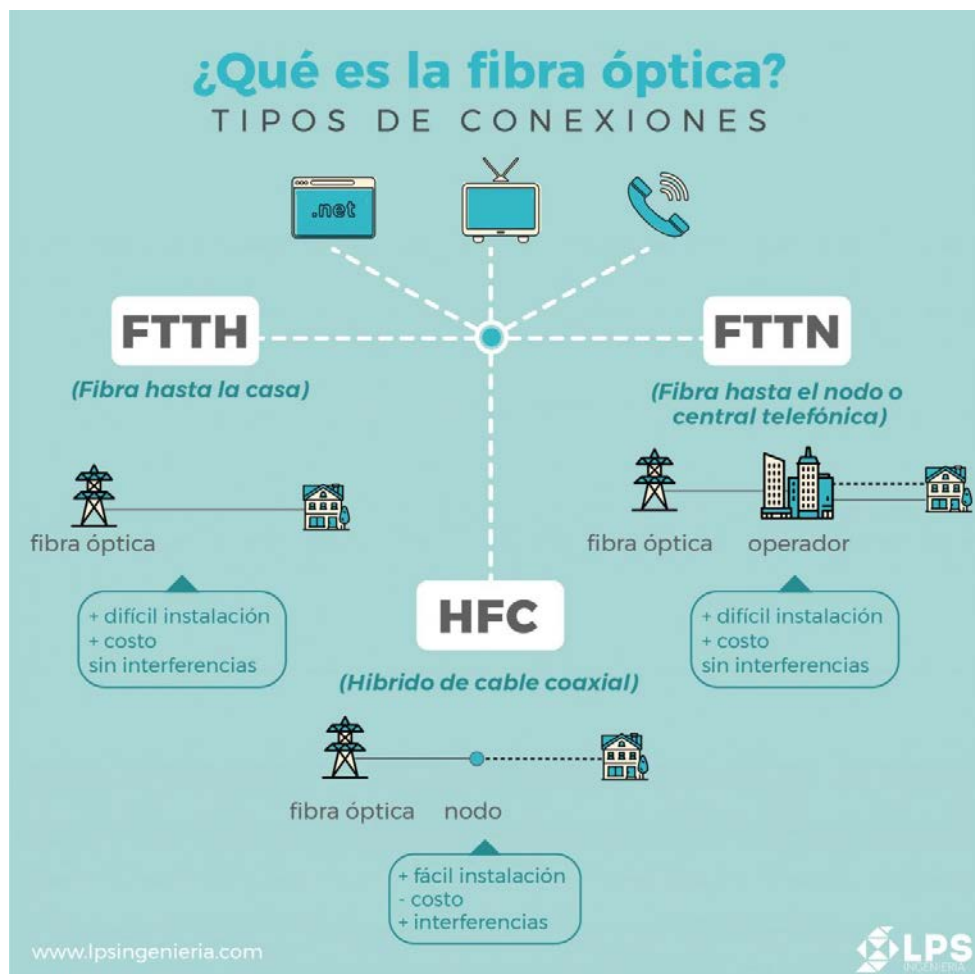 ¿Qué es la fibra óptica?
TIPOS DE CONEXIONES
.net
FTTH
(Fibra hasta la casa)
fibra óptica
+ difícil instalación
+ costo
sin interferencias
FTTN
(Fibra hasta el nodo o
central telefónica)
fibra óptica
operador
+ difícil instalación
+ costo
sin interferencias
HFC
(Hibrido de cable coaxial)
fibra óptica
nodo
+ fácil instalación
- costo
+ interferencias
www.lpsingenieria.com
LPS
INGENIERIA